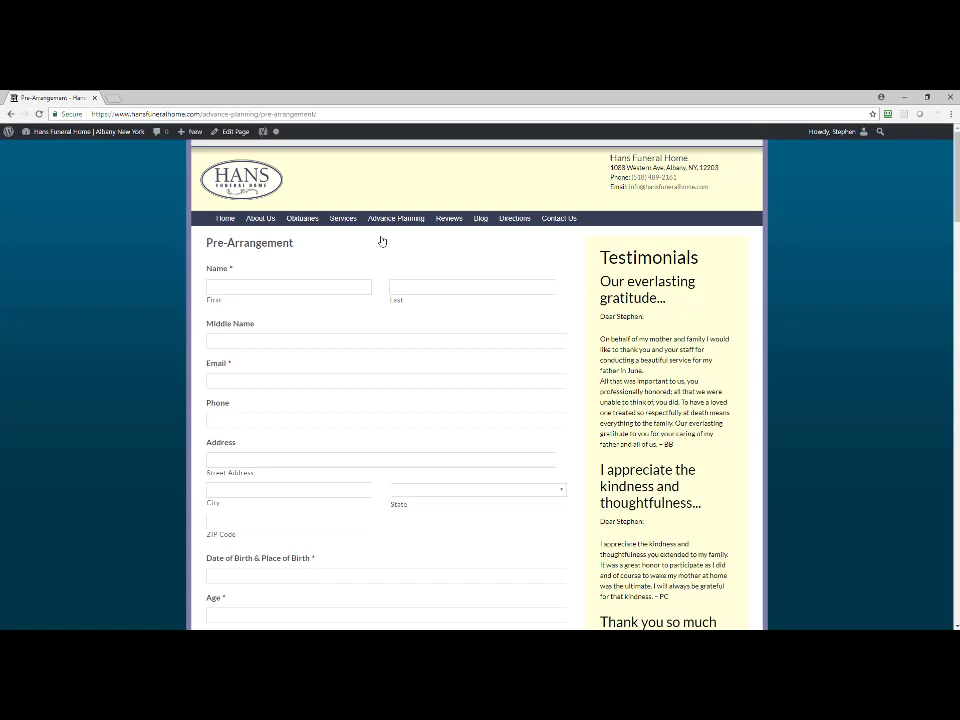 Pre-Arrangement - Hans
Secure https://www.hansfuneralhome.com/advance-planning/pre-arrangement/
Hans Funeral Home | Albany New York 0 New Edit Page Howdy, Stephen
HANS
FUNERAL HOME
Hans Funeral Home
1088 Western Ave. Albany, NY, 12203
Phone: (518) 489-2161
Email: info@hansfuneralhome.com
Home About Us Obituaries Services Advance Planning Reviews Blog Directions Contact Us
Pre-Arrangement
Name *
First Last
Middle Name
Email *
Phone
Address
Street Address
City State
ZIP Code
Date of Birth & Place of Birth *
Age *
Testimonials
Our everlasting
gratitude...
Dear Stephen:
On behalf of my mother and family I would
like to thank you and your staff for
conducting a beautiful service for my
father in June.
All that was important to us, you
professionally honored; all that we were
unable to think of, you did. To have a loved
one treated so respectfully at death means
everything to the family. Our everlasting
gratitude to you for your caring of my
father and all of us. – BB
I appreciate the
kindness and
thoughtfulness...
Dear Stephen:
I appreciate the kindness and
thoughtfulness you extended to my family.
It was a great honor to participate as I did
and of course to wake my mother at home
was the ultimate. I will always be grateful
for that kindness. – PC
Thank you so much